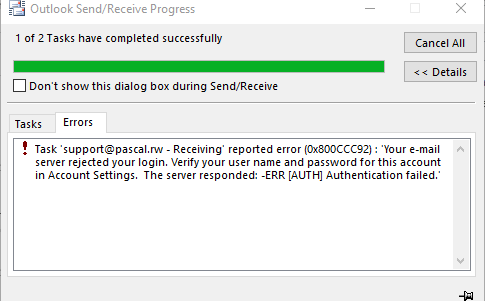 Outlook Send/Receive Progress
1 of 2 Tasks have completed successfully
Cancel All
<< Details
Don't show this dialog box during Send/Receive
Tasks
Errors
Task 'support@pascal.rw - Receiving' reported error (0x800CCC92) : 'Your e-mail
server rejected your login. Verify your user name and password for this account
in Account Settings.  The server responded: -ERR [AUTH] Authentication failed.'